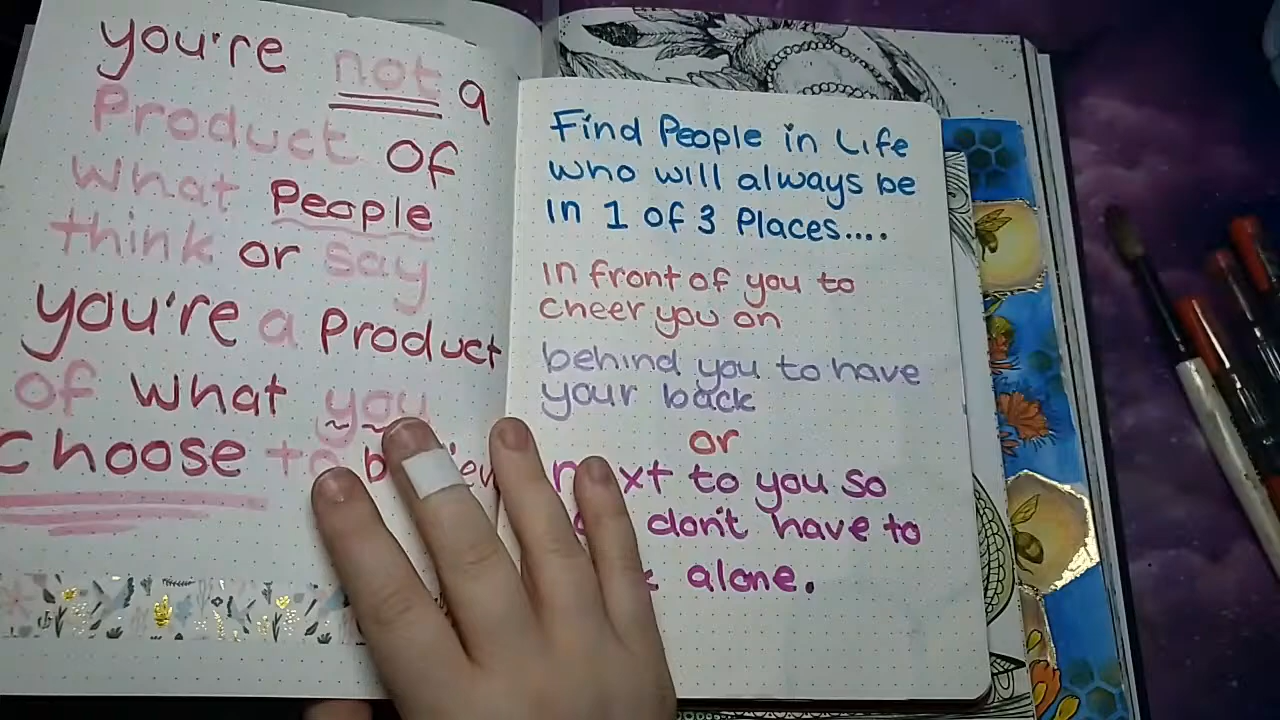 you're not a
Product of
what People
think or say
you're a Product
of what you
choose to
Find People in Life
who will always be
in 1 of 3 Places....
in front of you to
cheer you on
behind you to have
your back
or
next to you so
don't have to
alone.